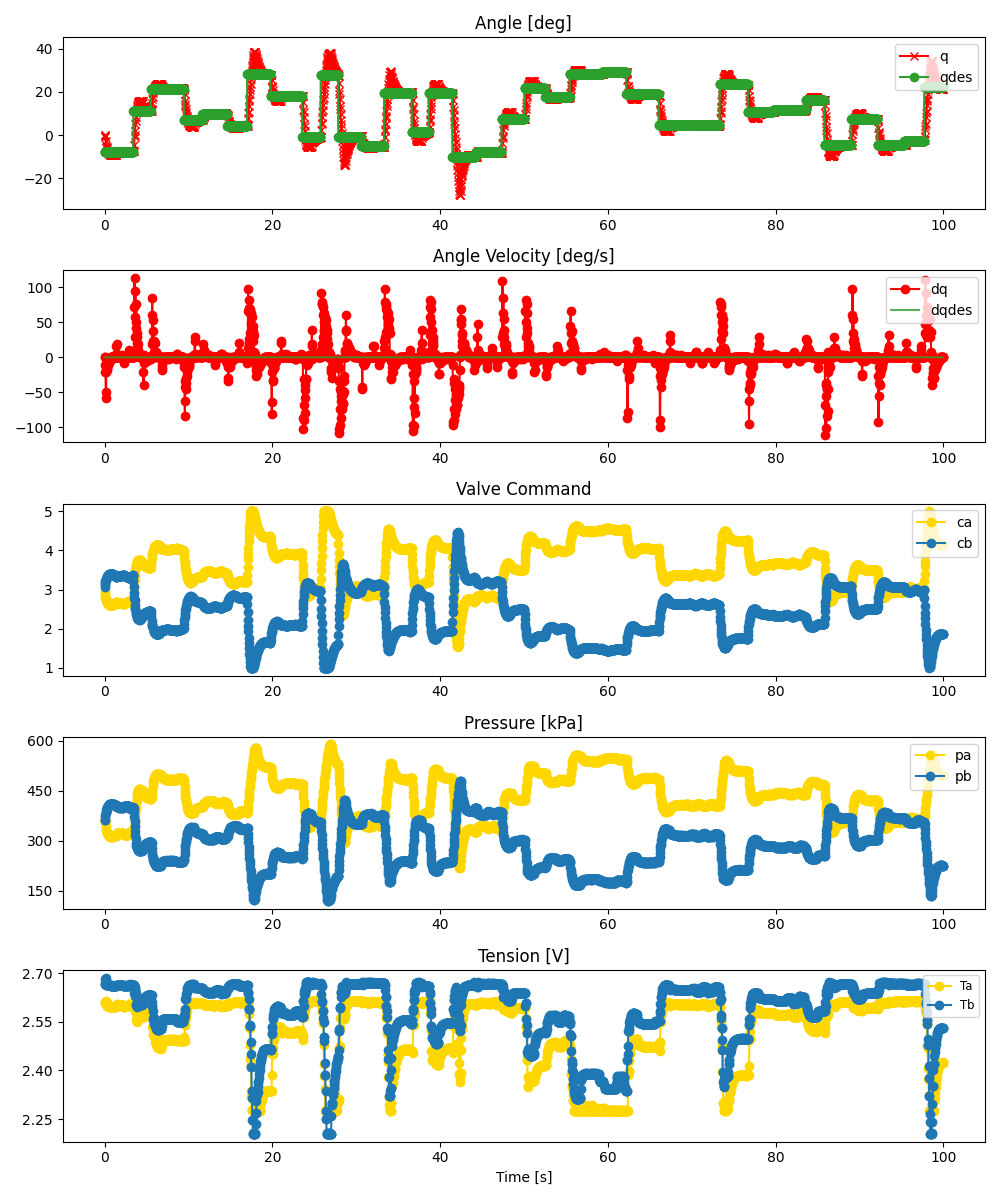 Angle [deg]
40
20
0
−20
q
qdes
0 20 40 60 80 100
Angle Velocity [deg/s]
100
50
0
−50
−100
dq
dqdes
0 20 40 60 80 100
Valve Command
5
4
3
2
1
ca
cb
0 20 40 60 80 100
Pressure [kPa]
600
450
300
150
pa
pb
0 20 40 60 80 100
Tension [V]
2.70
2.55
2.40
2.25
Ta
Tb
0 20 40 60 80 100
Time [s]